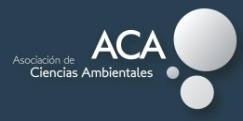 ACA
Asociación de
Ciencias Ambientales